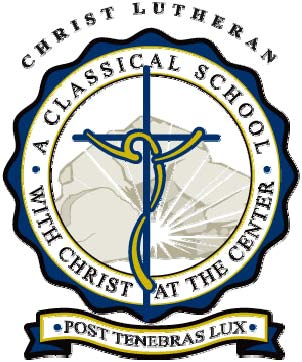 CHRIST LUTHERAN
• A CLASSICAL SCHOOL •
WITH CHRIST AT THE CENTER
•POST TENEBRAS LUX•